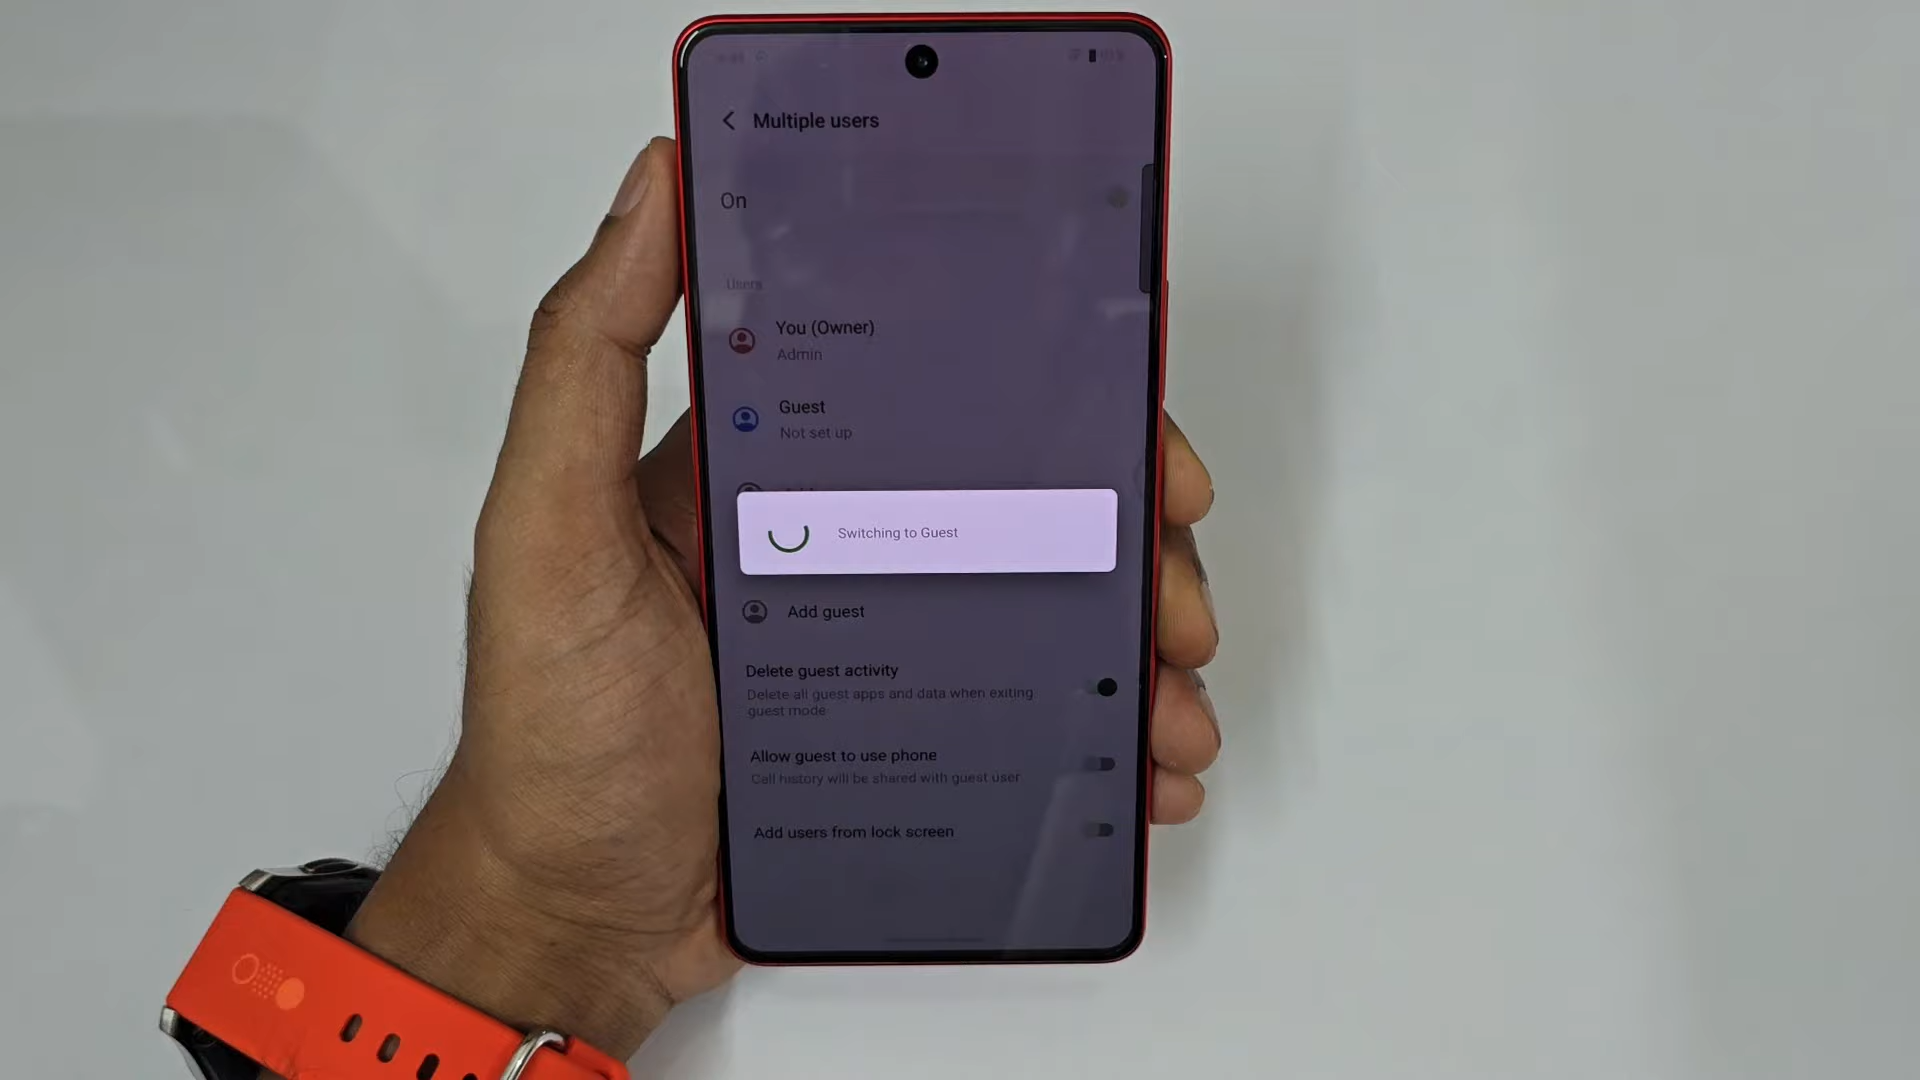 Multiple users
On
Users
You (Owner)
Admin
Guest
Not set up
Switching to Guest
Add guest
Delete guest activity
Delete all guest apps and data when exiting
guest mode
Allow guest to use phone
Call history will be shared with guest user
Add users from lock screen